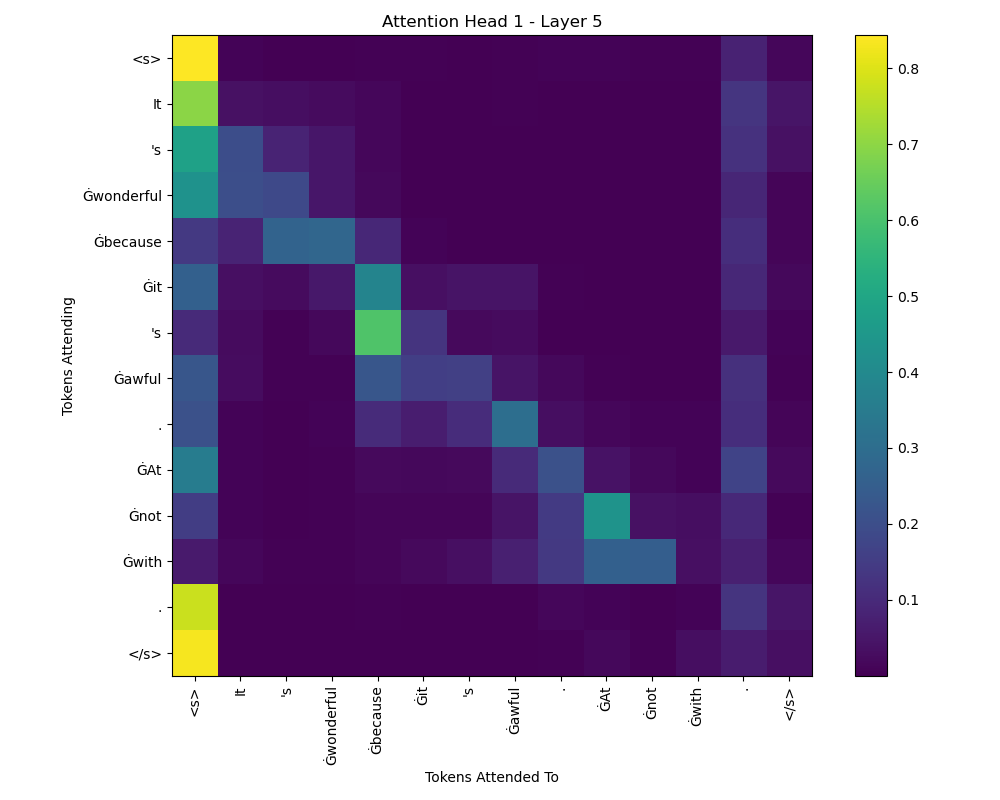 Attention Head 1 - Layer 5
<s>
It
's
Ġwonderful
Ġbecause
Ġit
's
Ġawful
.
ĠAt
Ġnot
Ġwith
.
</s>
Tokens Attending
<s>
It
's
Ġwonderful
Ġbecause
Ġit
's
Ġawful
.
ĠAt
Ġnot
Ġwith
.
</s>
Tokens Attended To
0.8
0.7
0.6
0.5
0.4
0.3
0.2
0.1